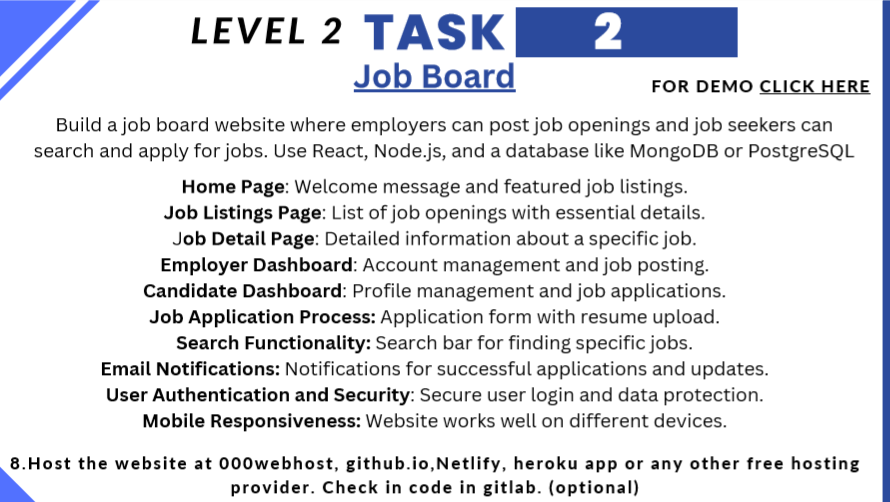 LEVEL 2 TASK 2
Job Board
FOR DEMO CLICK HERE
Build a job board website where employers can post job openings and job seekers can
search and apply for jobs. Use React, Node.js, and a database like MongoDB or PostgreSQL
Home Page: Welcome message and featured job listings.
Job Listings Page: List of job openings with essential details.
Job Detail Page: Detailed information about a specific job.
Employer Dashboard: Account management and job posting.
Candidate Dashboard: Profile management and job applications.
Job Application Process: Application form with resume upload.
Search Functionality: Search bar for finding specific jobs.
Email Notifications: Notifications for successful applications and updates.
User Authentication and Security: Secure user login and data protection.
Mobile Responsiveness: Website works well on different devices.
8.Host the website at 000webhost, github.io,Netlify, heroku app or any other free hosting
provider. Check in code in gitlab. (optional)